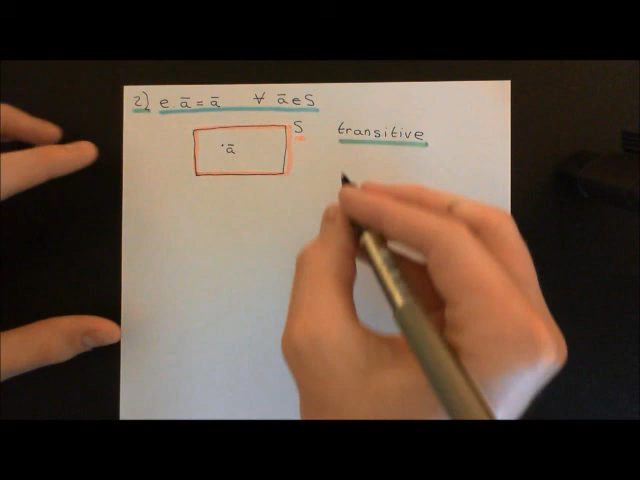 2) e.ā = ā ∀ ā e S
S
transitive
.ā